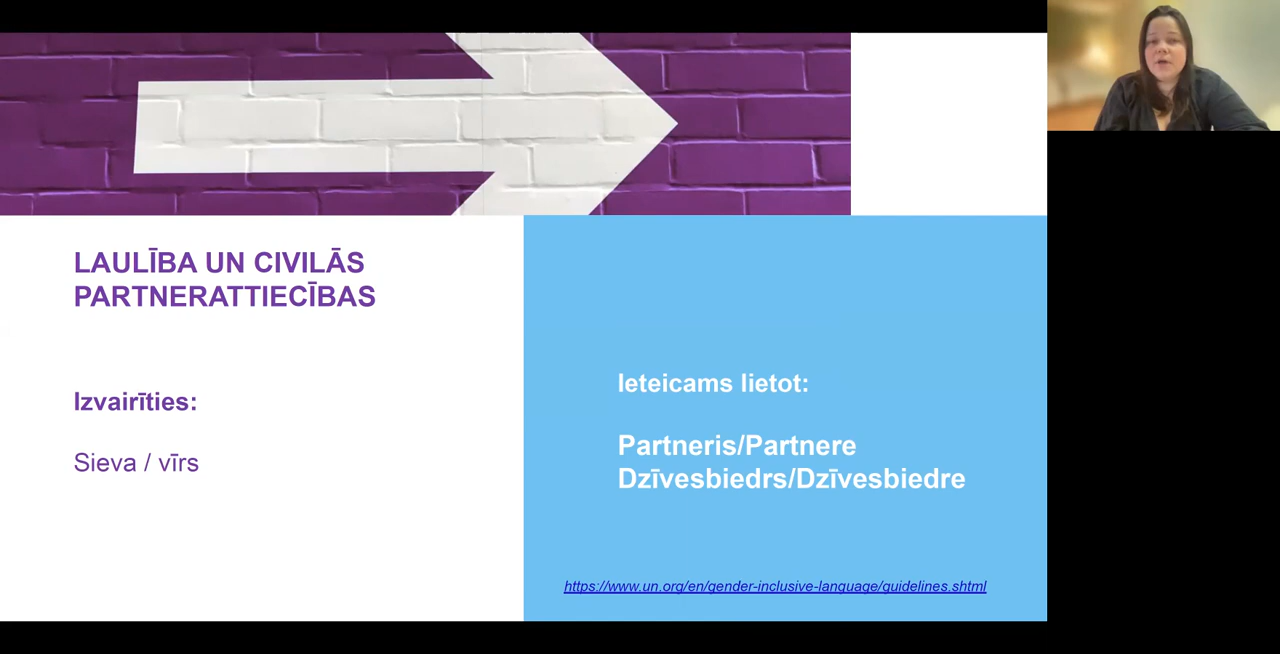 LAULĪBA UN CIVILĀS
PARTNERATTIECĪBAS
Izvairīties:
Sieva / vīrs
Ieteicams lietot:
Partneris/Partnere
Dzīvesbiedrs/Dzīvesbiedre
https://www.un.org/en/gender-inclusive-language/guidelines.shtml